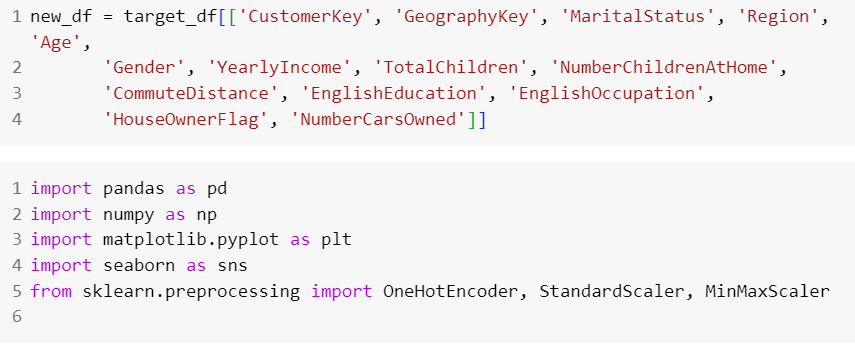 1 new_df = target_df[['CustomerKey', 'GeographyKey', 'MaritalStatus', 'Region',
'Age',
2 'Gender', 'YearlyIncome', 'TotalChildren', 'NumberChildrenAtHome',
3 'CommuteDistance', 'EnglishEducation', 'EnglishOccupation',
4 'HouseOwnerFlag', 'NumberCarsOwned']]
1 import pandas as pd
2 import numpy as np
3 import matplotlib.pyplot as plt
4 import seaborn as sns
5 from sklearn.preprocessing import OneHotEncoder, StandardScaler, MinMaxScaler
6